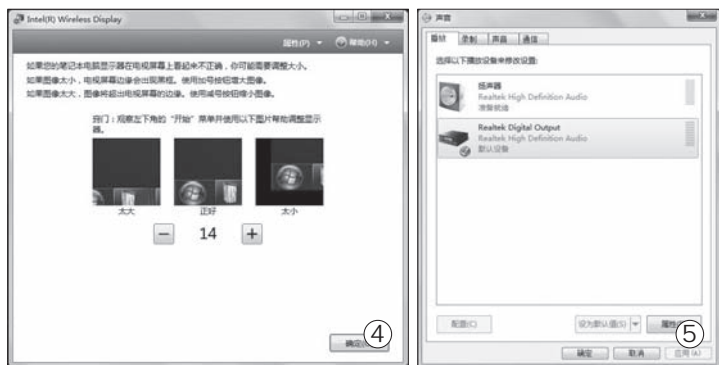 Intel(R) Wireless Display
属性(P) 帮助(H)
如果您的笔记本电脑显示器在电视屏幕上看起来不正确，你可能需要调整大小。
如果图像太小，电视屏幕边缘会出现黑框。使用加号按钮增大图像。
如果图像太大，图像将超出电视屏幕的边缘。使用减号按钮缩小图像。
窍门：观察左下角的“开始”菜单并使用以下图片帮助调整显示
器。
太大 正好 太小
14
确定
④
声音
播放 录制 声音 通信
选择以下播放设备来修改设置:
扬声器
Realtek High Definition Audio
准备就绪
Realtek Digital Output
Realtek High Definition Audio
默认设备
配置(C) 设为默认值(S) 属性
⑤
确定 取消 应用(A)